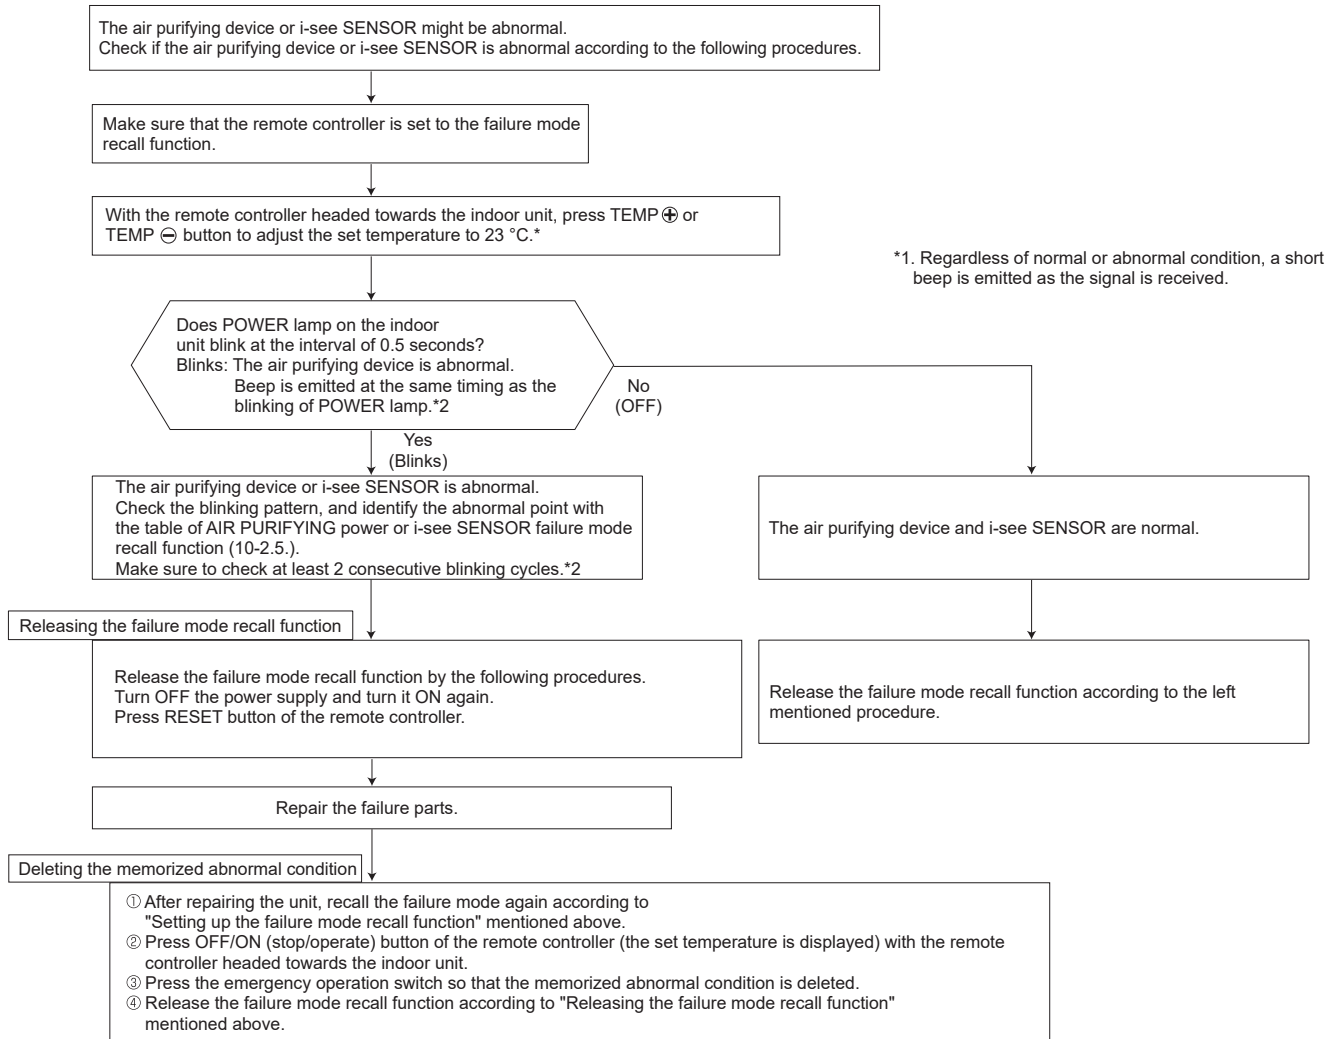 The air purifying device or i-see SENSOR might be abnormal.
Check if the air purifying device or i-see SENSOR is abnormal according to the following procedures.
Make sure that the remote controller is set to the failure mode
recall function.
With the remote controller headed towards the indoor unit, press TEMP ⊕ or
TEMP ⊖ button to adjust the set temperature to 23 °C.*
*1. Regardless of normal or abnormal condition, a short
beep is emitted as the signal is received.
Does POWER lamp on the indoor
unit blink at the interval of 0.5 seconds?
Blinks: The air purifying device is abnormal.
Beep is emitted at the same timing as the
blinking of POWER lamp.*2
No
(OFF)
Yes
(Blinks)
The air purifying device or i-see SENSOR is abnormal.
Check the blinking pattern, and identify the abnormal point with
the table of AIR PURIFYING power or i-see SENSOR failure mode
recall function (10-2.5.).
Make sure to check at least 2 consecutive blinking cycles.*2
The air purifying device and i-see SENSOR are normal.
Releasing the failure mode recall function
Release the failure mode recall function by the following procedures.
Turn OFF the power supply and turn it ON again.
Press RESET button of the remote controller.
Release the failure mode recall function according to the left
mentioned procedure.
Repair the failure parts.
Deleting the memorized abnormal condition
① After repairing the unit, recall the failure mode again according to
"Setting up the failure mode recall function" mentioned above.
② Press OFF/ON (stop/operate) button of the remote controller (the set temperature is displayed) with the remote
controller headed towards the indoor unit.
③ Press the emergency operation switch so that the memorized abnormal condition is deleted.
④ Release the failure mode recall function according to "Releasing the failure mode recall function"
mentioned above.